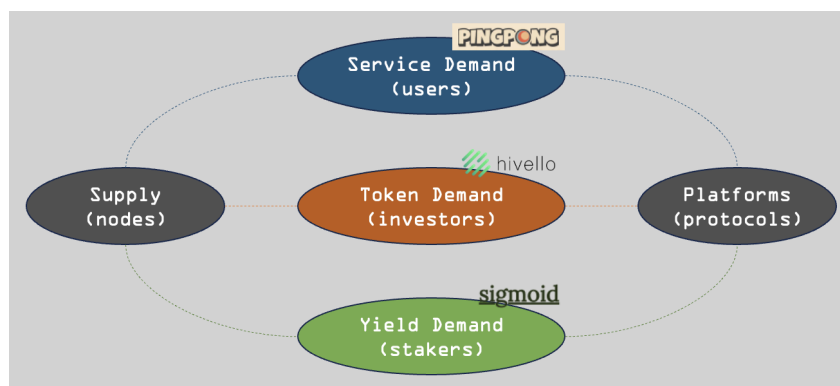 PINGPONG
Service Demand
(users)
hivello
Supply
(nodes)
Token Demand
(investors)
Platforms
(protocols)
sigmoid
Yield Demand
(stakers)